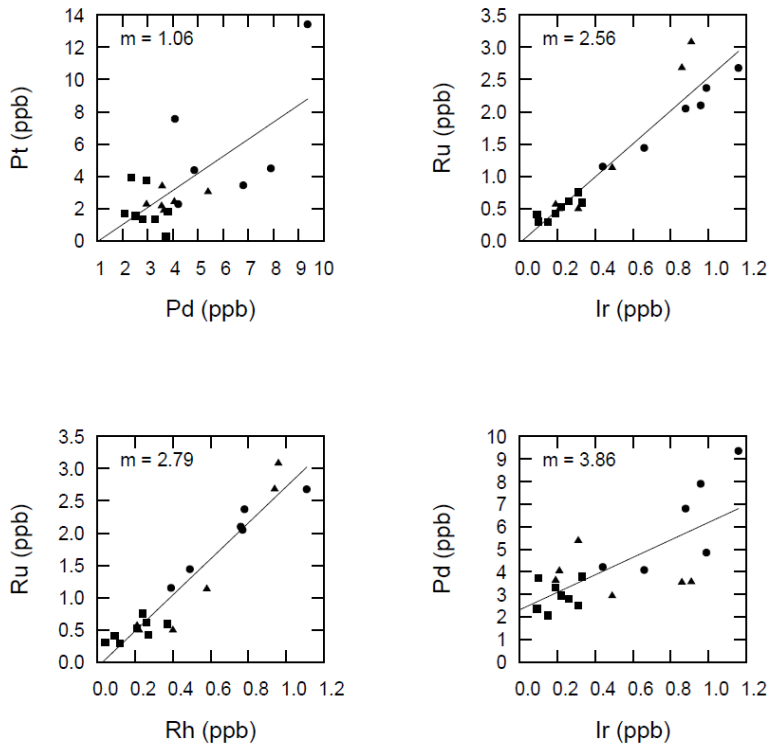 14
12
10
8
6
4
2
0
Pt (ppb)
m = 1.06
1 2 3 4 5 6 7 8 9 10
Pd (ppb)
3.5
3.0
2.5
2.0
1.5
1.0
0.5
0.0
Ru (ppb)
m = 2.56
0.0 0.2 0.4 0.6 0.8 1.0 1.2
Ir (ppb)
3.5
3.0
2.5
2.0
1.5
1.0
0.5
0.0
Ru (ppb)
m = 2.79
0.0 0.2 0.4 0.6 0.8 1.0 1.2
Rh (ppb)
10
9
8
7
6
5
4
3
2
1
0
Pd (ppb)
m = 3.86
0.0 0.2 0.4 0.6 0.8 1.0 1.2
Ir (ppb)